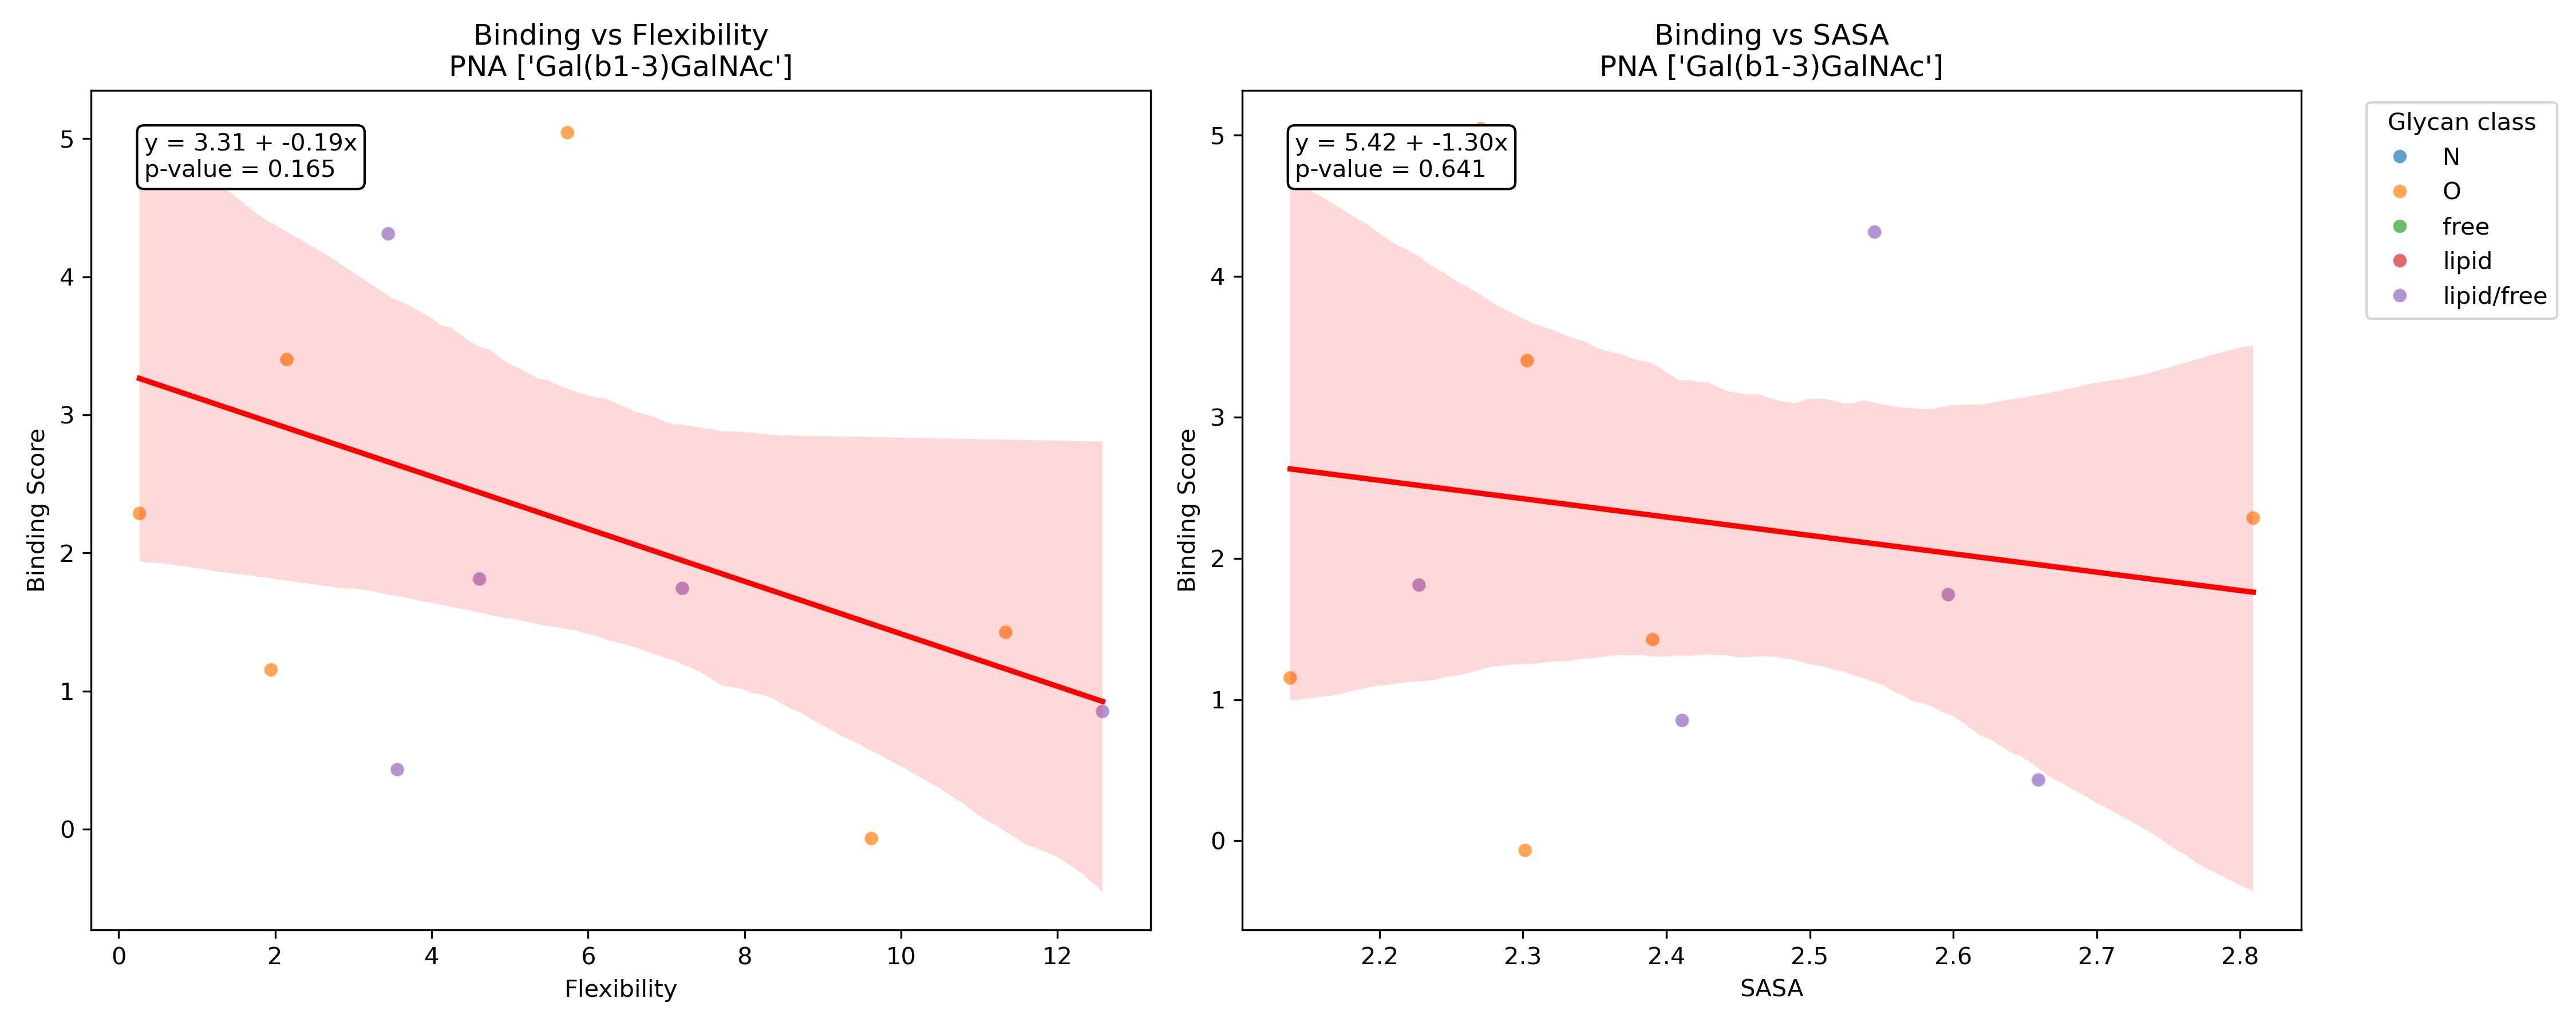 Binding vs Flexibility
PNA ['Gal(b1-3)GalNAc']
y = 3.31 + -0.19x
p-value = 0.165
Binding Score
5
4
3
2
1
0
0 2 4 6 8 10 12
Flexibility
Binding vs SASA
PNA ['Gal(b1-3)GalNAc']
y = 5.42 + -1.30x
p-value = 0.641
Binding Score
5
4
3
2
1
0
2.2 2.3 2.4 2.5 2.6 2.7 2.8
SASA
Glycan class
N
O
free
lipid
lipid/free